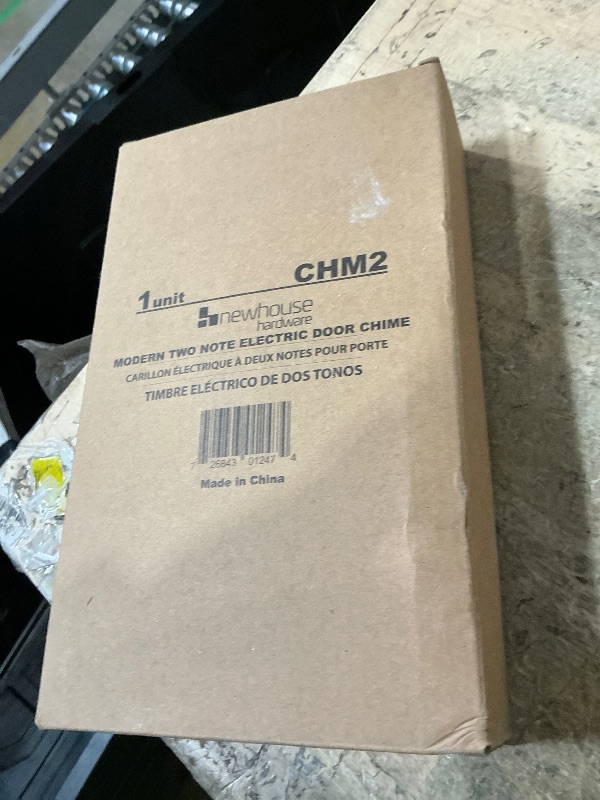 1 unit CHM2
newhouse
hardware
MODERN TWO NOTE ELECTRIC DOOR CHIME
CARILLON ÉLECTRIQUE À DEUX NOTES POUR PORTE
TIMBRE ELÉCTRICO DE DOS TONOS
7 26843 01247 4
Made in China